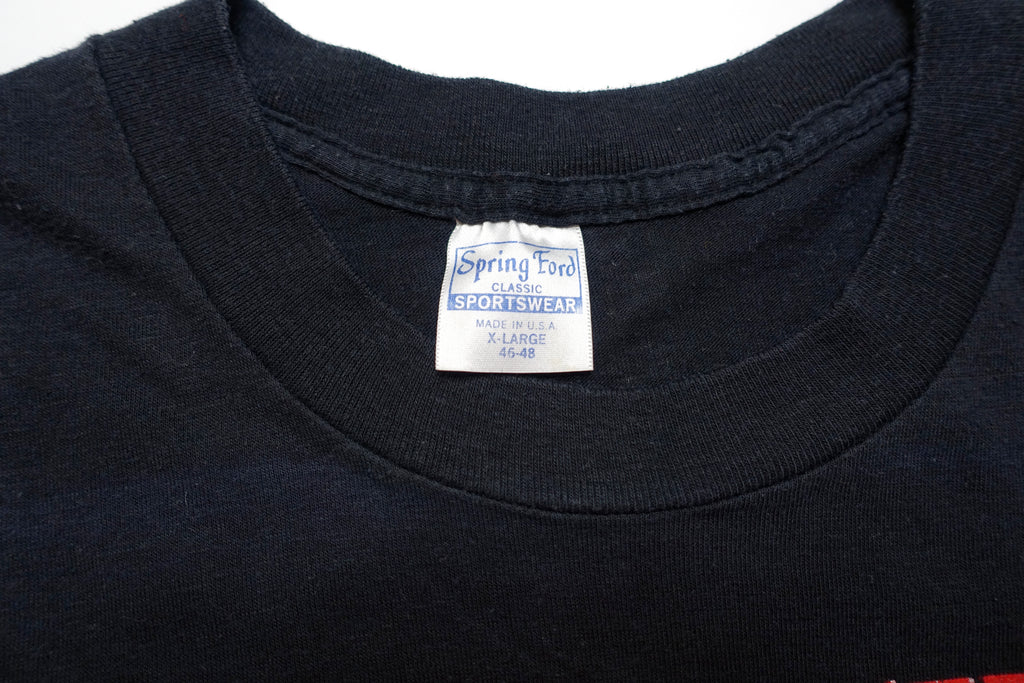 Spring Ford
CLASSIC
SPORTSWEAR
MADE IN U.S.A.
X-LARGE
46-48